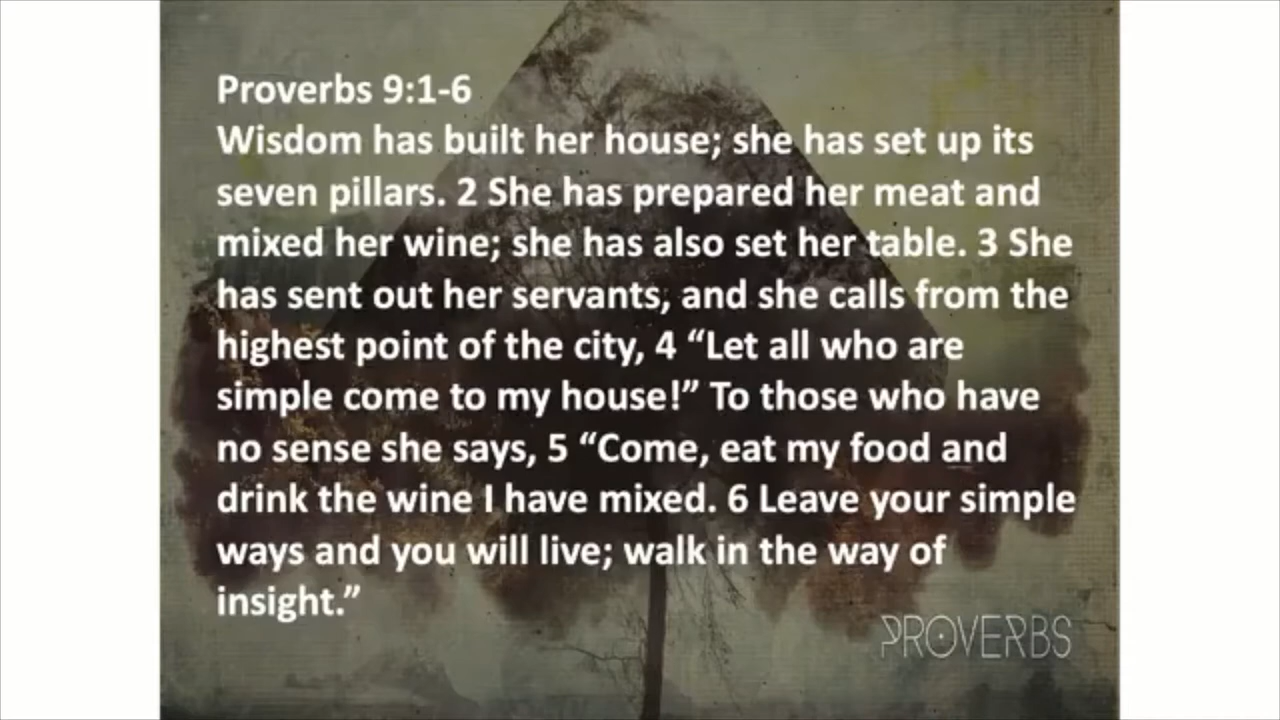 Proverbs 9:1-6
Wisdom has built her house; she has set up its
seven pillars. 2 She has prepared her meat and
mixed her wine; she has also set her table. 3 She
has sent out her servants, and she calls from the
highest point of the city, 4 “Let all who are
simple come to my house!” To those who have
no sense she says, 5 “Come, eat my food and
drink the wine I have mixed. 6 Leave your simple
ways and you will live; walk in the way of
insight.”
PROVERBS